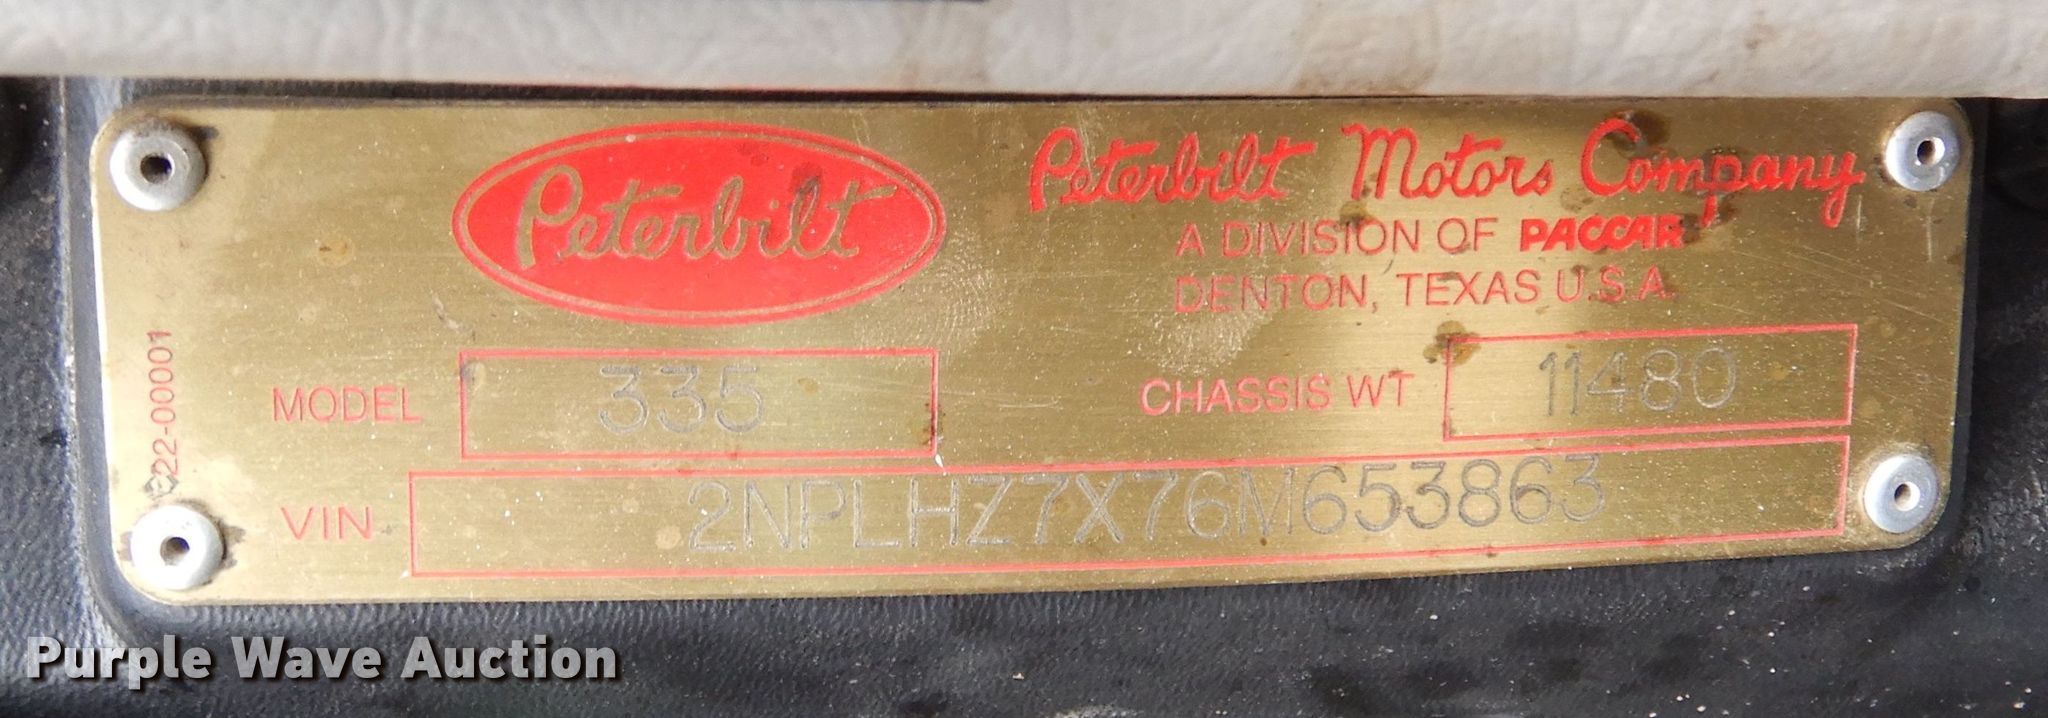 Peterbilt
Peterbilt Motors Company
A DIVISION OF PACCAR
DENTON, TEXAS U.S.A.
MODEL 335
CHASSIS WT 11480
VIN 2NPLHZ7X76M653863
22-00001
Purple Wave Auction